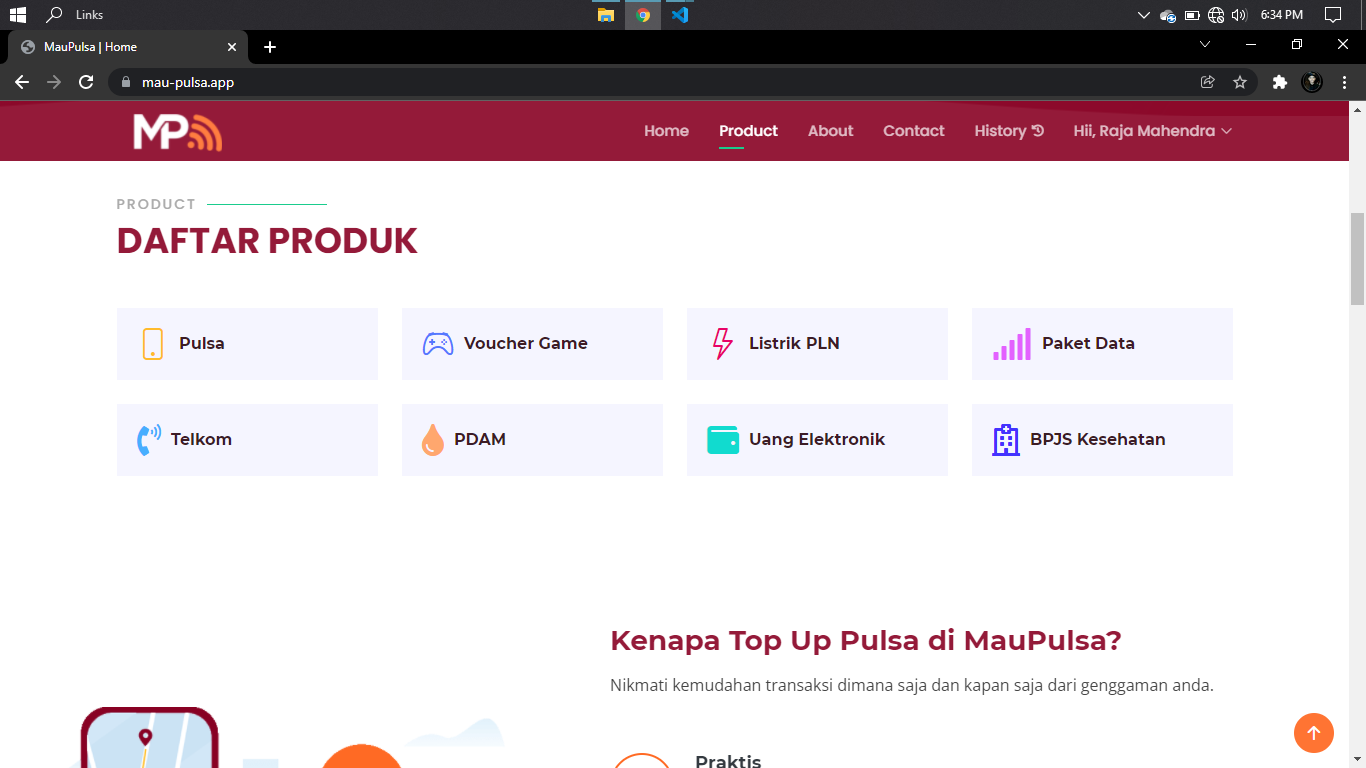 Links
6:34 PM
MauPulsa | Home
mau-pulsa.app
MP
Home Product About Contact History Hii, Raja Mahendra
PRODUCT
DAFTAR PRODUK
Pulsa Voucher Game Listrik PLN Paket Data
Telkom PDAM Uang Elektronik BPJS Kesehatan
Kenapa Top Up Pulsa di MauPulsa?
Nikmati kemudahan transaksi dimana saja dan kapan saja dari genggaman anda.
Praktis